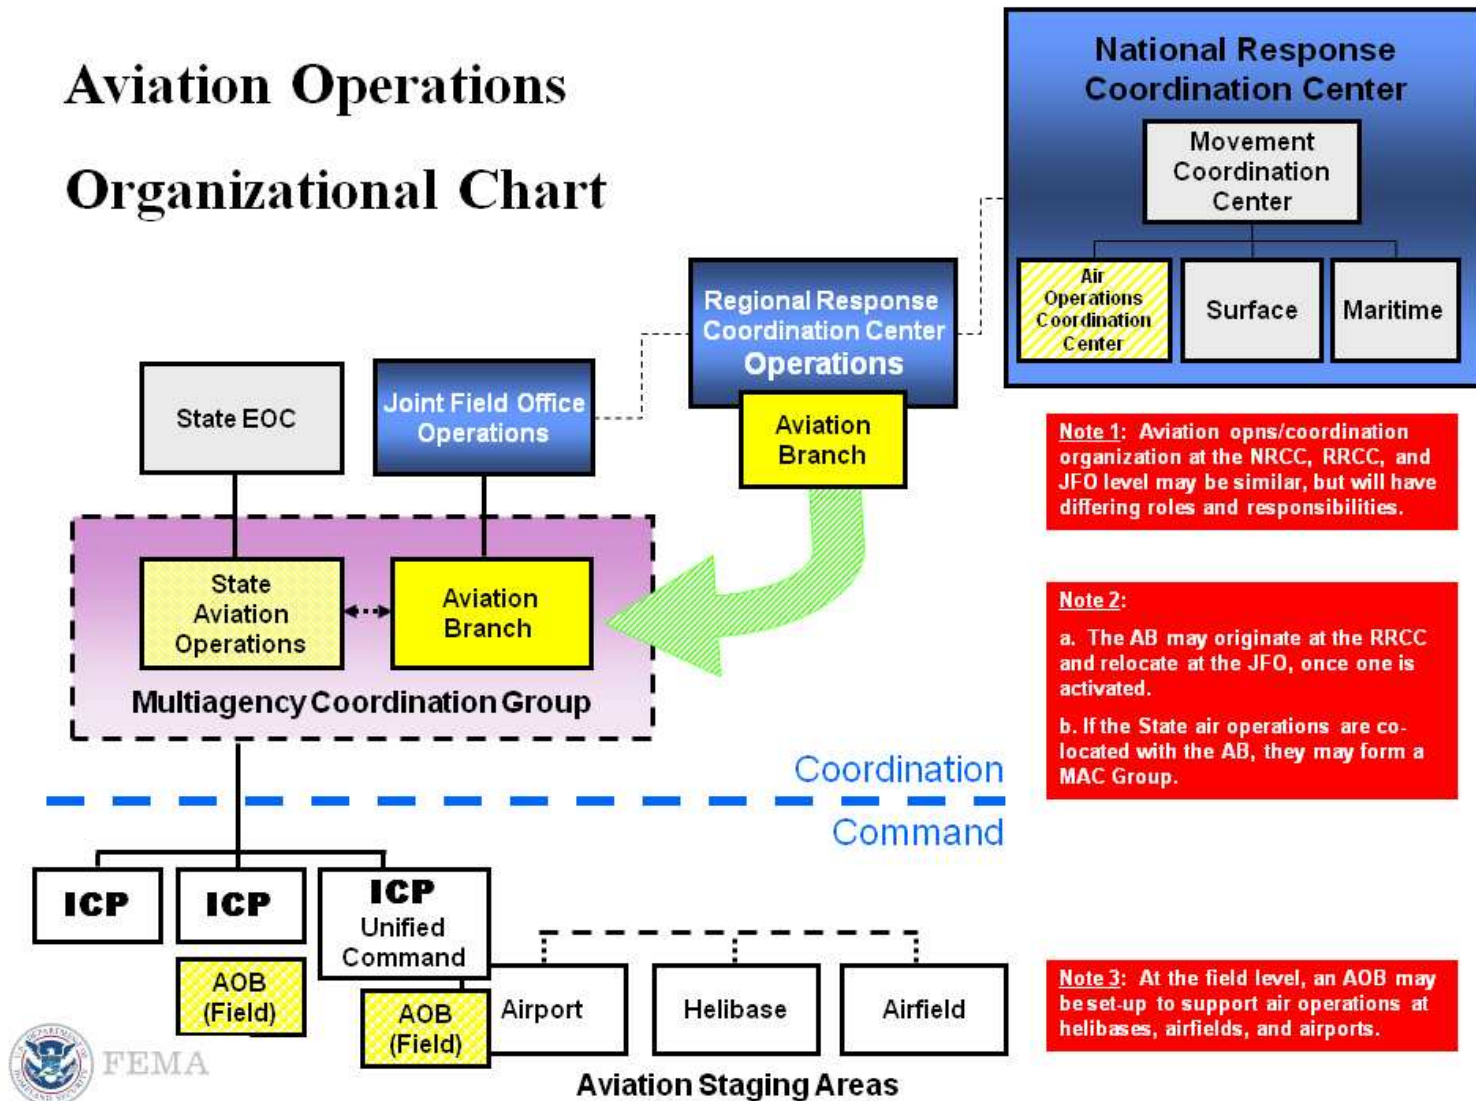 Aviation Operations
Organizational Chart
National Response
Coordination Center
Movement
Coordination
Center
Air
Operations
Coordination
Center
Surface
Maritime
Regional Response
Coordination Center
Operations
Aviation
Branch
State EOC
Joint Field Office
Operations
State
Aviation
Operations
Aviation
Branch
Multiagency Coordination Group
Note 1: Aviation opns/coordination
organization at the NRCC, RRCC, and
JFO level may be similar, but will have
differing roles and responsibilities.
Note 2:
a. The AB may originate at the RRCC
and relocate at the JFO, once one is
activated.
b. If the State air operations are co-
located with the AB, they may form a
MAC Group.
Coordination
Command
ICP
ICP
ICP
Unified
Command
AOB
(Field)
AOB
(Field)
Airport
Helibase
Airfield
Aviation Staging Areas
Note 3: At the field level, an AOB may
be set-up to support air operations at
helibases, airfields, and airports.
FEMA